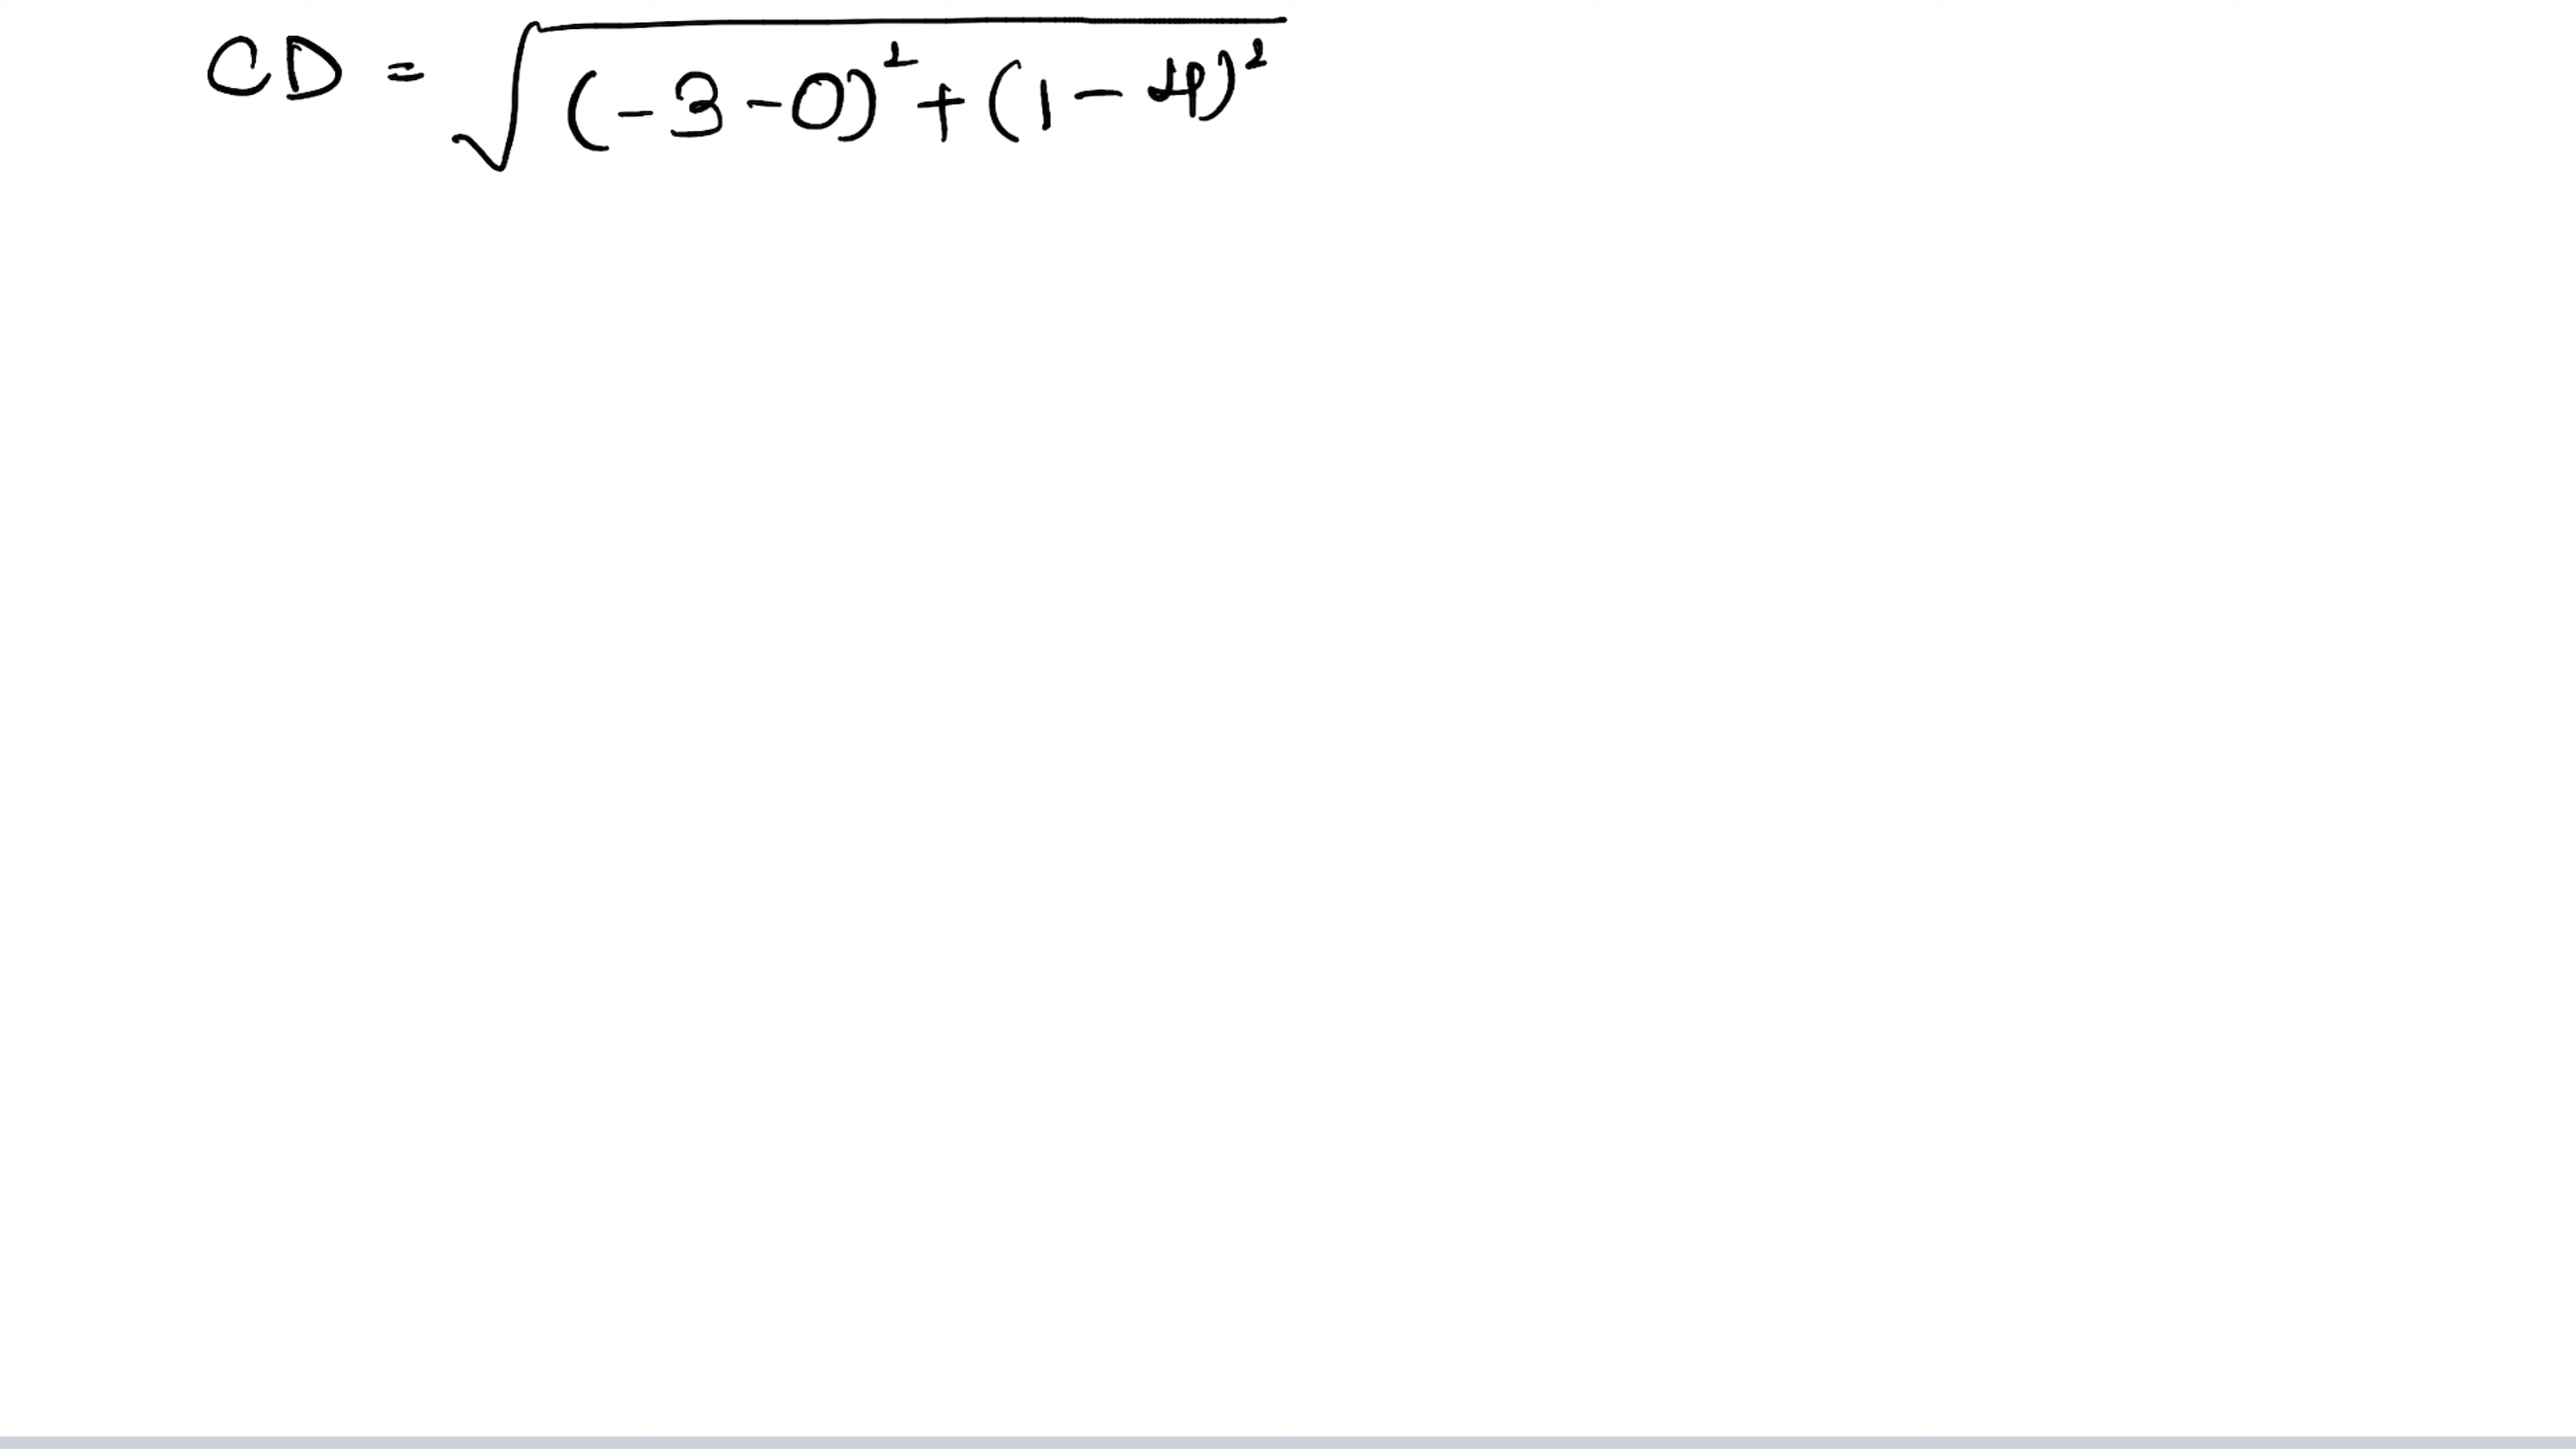 CD = √(-3-0)² + (1-4)²